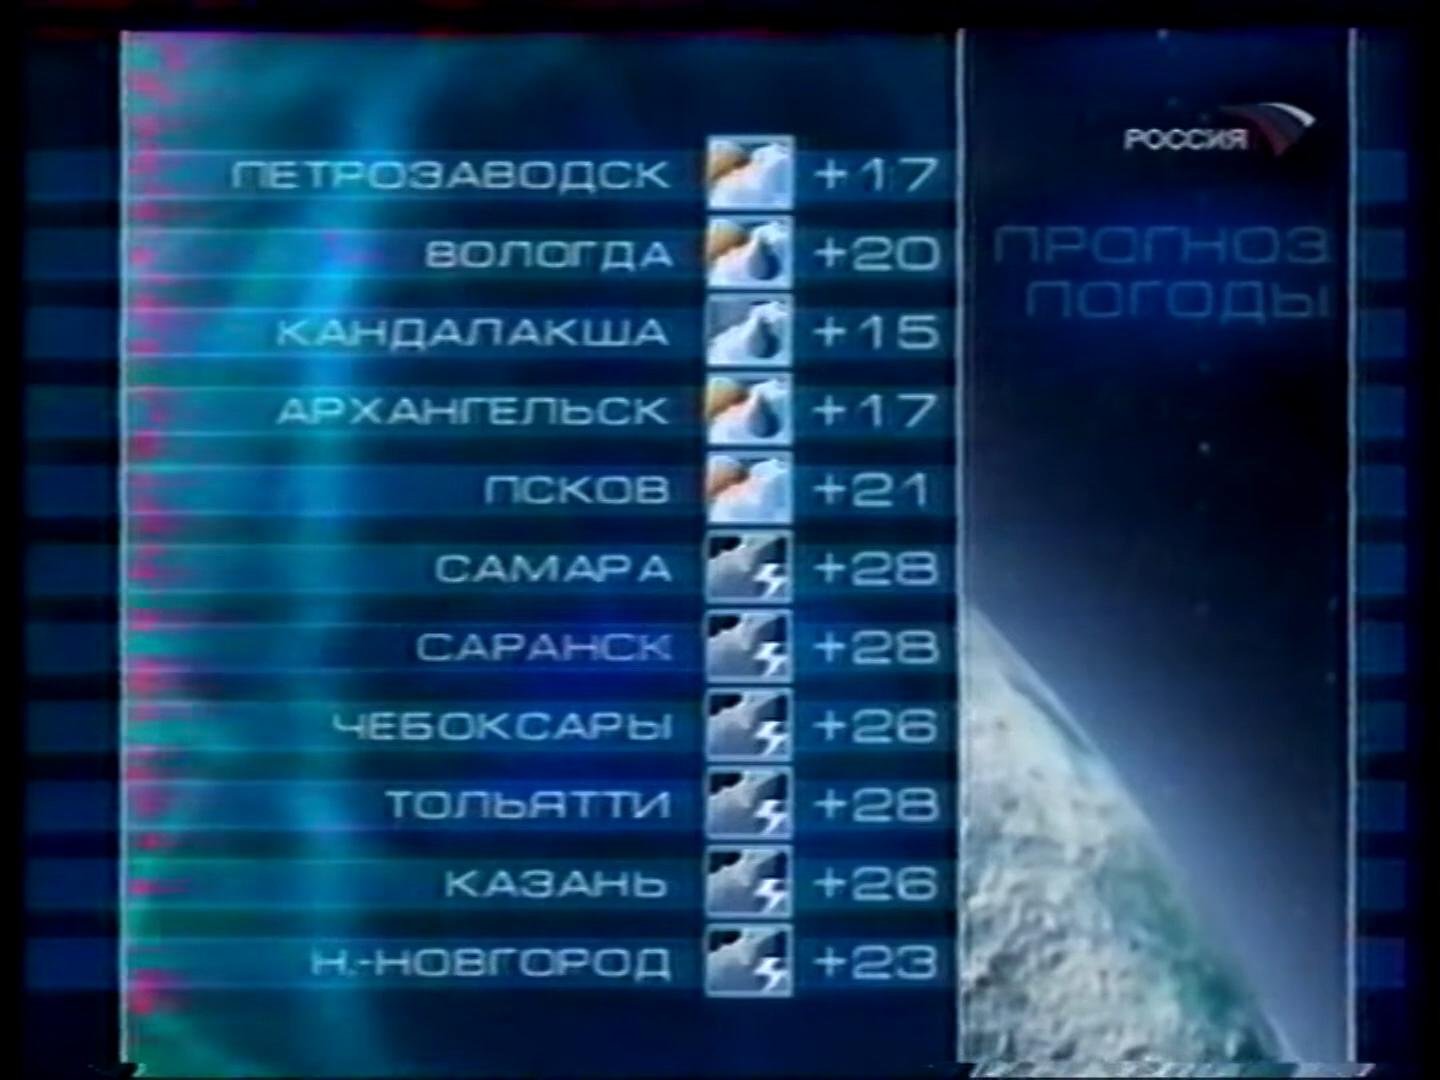 РОССИЯ
ПРОГНОЗ
ПОГОДЫ
ПЕТРОЗАВОДСК +17
ВОЛОГДА +20
КАНДАЛАКША +15
АРХАНГЕЛЬСК +17
ПСКОВ +21
САМАРА +28
САРАНСК +28
ЧЕБОКСАРЫ +26
ТОЛЬЯТТИ +28
КАЗАНЬ +26
Н.-НОВГОРОД +23